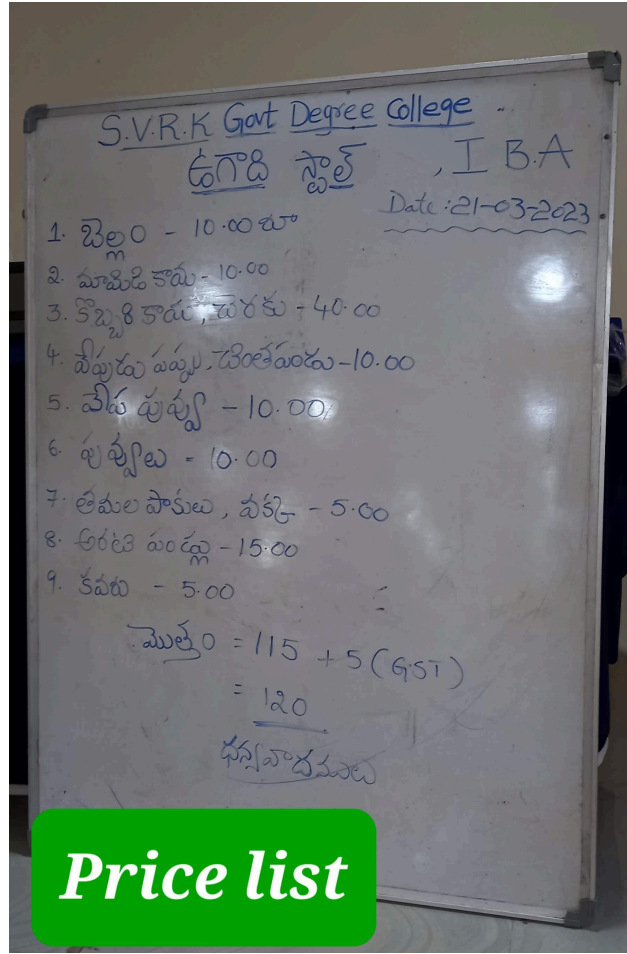 S.V.R.K Govt Degree College
ఉగాది స్టాల్ , I B.A
Date : 21-03-2023
1. బెల్లం - 10.00 రూ
2. మామిడి కాయ - 10.00
3. కొబ్బరి కాయ, చెరకు - 40.00
4. వేపుడు పప్పు, చింతపండు - 10.00
5. వేప పువ్వు - 10.00
6. పువ్వులు = 10.00
7. తమల పాకులు, వక్క - 5.00
8. అరటి పండ్లు - 15.00
9. కవరు - 5.00
మొత్తం = 115 + 5 (GST)
= 120
ధన్యవాదములు
Price list